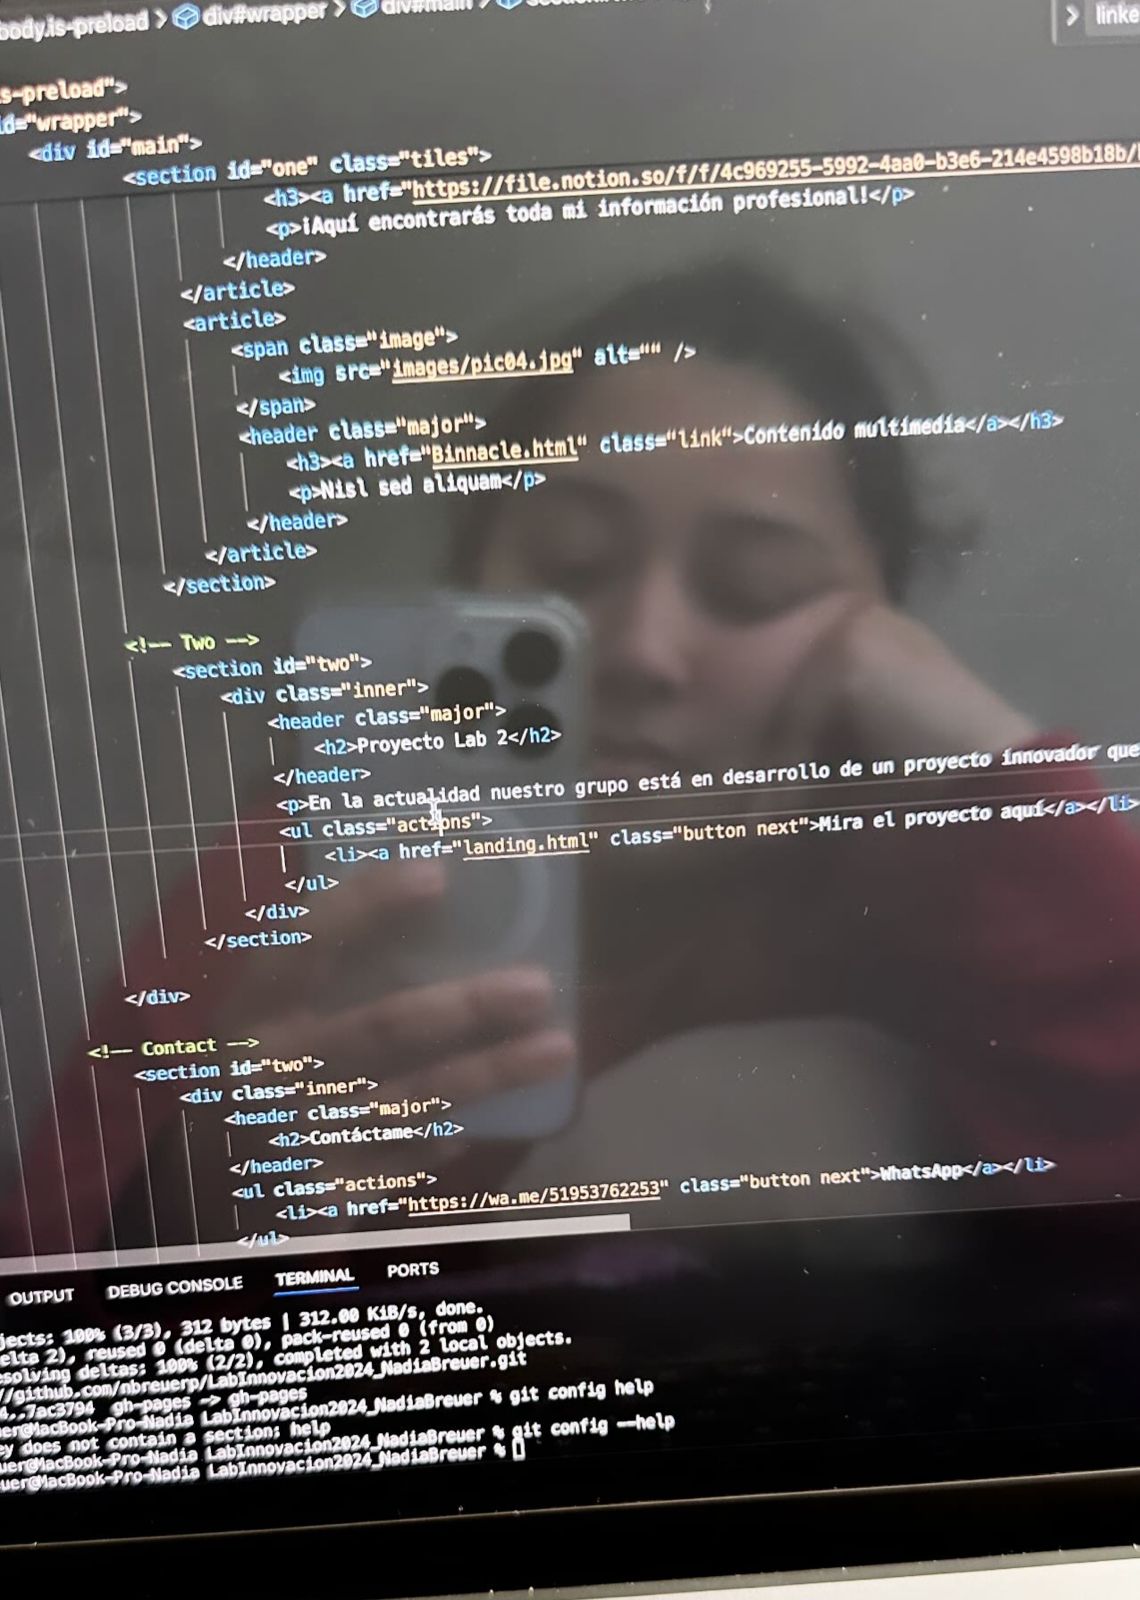 body.is-preload > div#wrapper > div#main >
> linke
s-preload">
id="wrapper">
<div id="main">
<section id="one" class="tiles">
<h3><a href="https://file.notion.so/f/f/4c969255-5992-4aa0-b3e6-214e4598b18b/
<p>¡Aquí encontrarás toda mi información profesional!</p>
</header>
</article>
<article>
<span class="image">
<img src="images/pic04.jpg" alt="" />
</span>
<header class="major">
<h3><a href="Binnacle.html" class="link">Contenido multimedia</a></h3>
<p>Nisl sed aliquam</p>
</header>
</article>
</section>
<!-- Two -->
<section id="two">
<div class="inner">
<header class="major">
<h2>Proyecto Lab 2</h2>
</header>
<p>En la actualidad nuestro grupo está en desarrollo de un proyecto innovador que
<ul class="actions">
<li><a href="landing.html" class="button next">Mira el proyecto aquí</a></li>
</ul>
</div>
</section>
</div>
<!-- Contact -->
<section id="two">
<div class="inner">
<header class="major">
<h2>Contáctame</h2>
</header>
<ul class="actions">
<li><a href="https://wa.me/51953762253" class="button next">WhatsApp</a></li>
</ul>
OUTPUT DEBUG CONSOLE TERMINAL PORTS
jects: 100% (3/3), 312 bytes | 312.00 KiB/s, done.
elta 2), reused 0 (delta 0), pack-reused 0 (from 0)
esolving deltas: 100% (2/2), completed with 2 local objects.
//github.com/nbreuerp/LabInnovacion2024_NadiaBreuer.git
..7ac3794 gh-pages -> gh-pages
er@MacBook-Pro-Nadia LabInnovacion2024_NadiaBreuer % git config help
ey does not contain a section: help
uer@MacBook-Pro-Nadia LabInnovacion2024_NadiaBreuer % git config --help
uer@MacBook-Pro-Nadia LabInnovacion2024_NadiaBreuer %